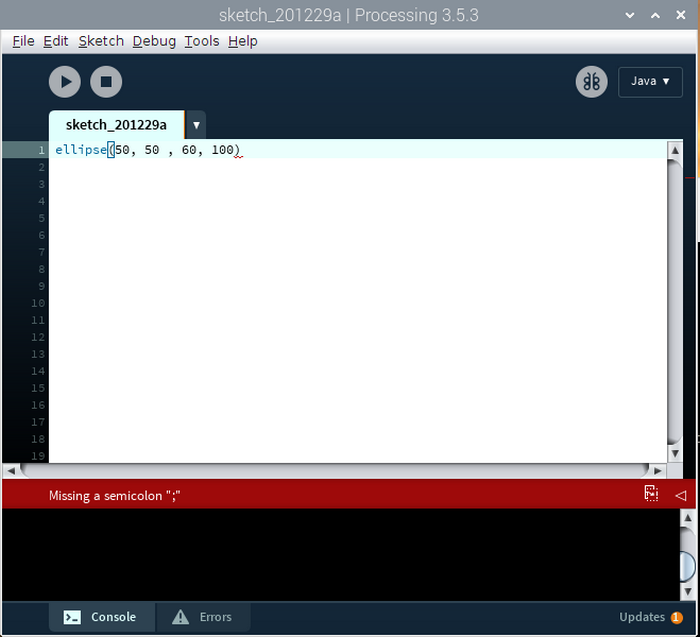 sketch_201229a | Processing 3.5.3
File Edit Sketch Debug Tools Help
Java ▾
sketch_201229a ▾
1 ellipse(50, 50 , 60, 100)
2
3
4
5
6
7
8
9
10
11
12
13
14
15
16
17
18
19
Missing a semicolon ";"
Console Errors Updates 1